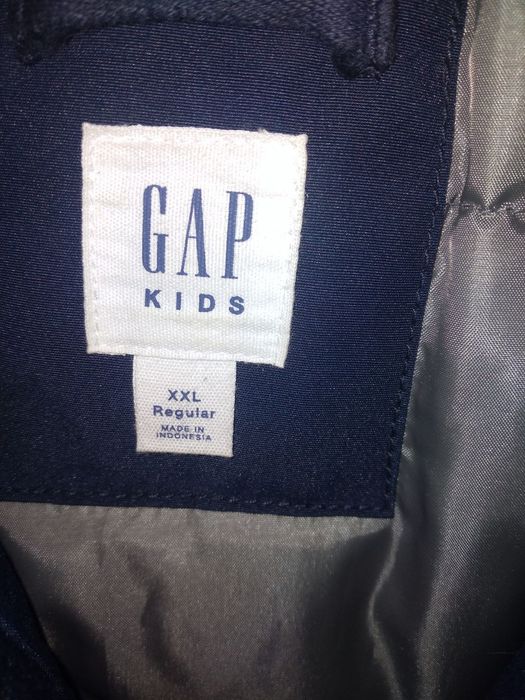 GAP
KIDS
XXL
Regular
MADE IN
INDONESIA